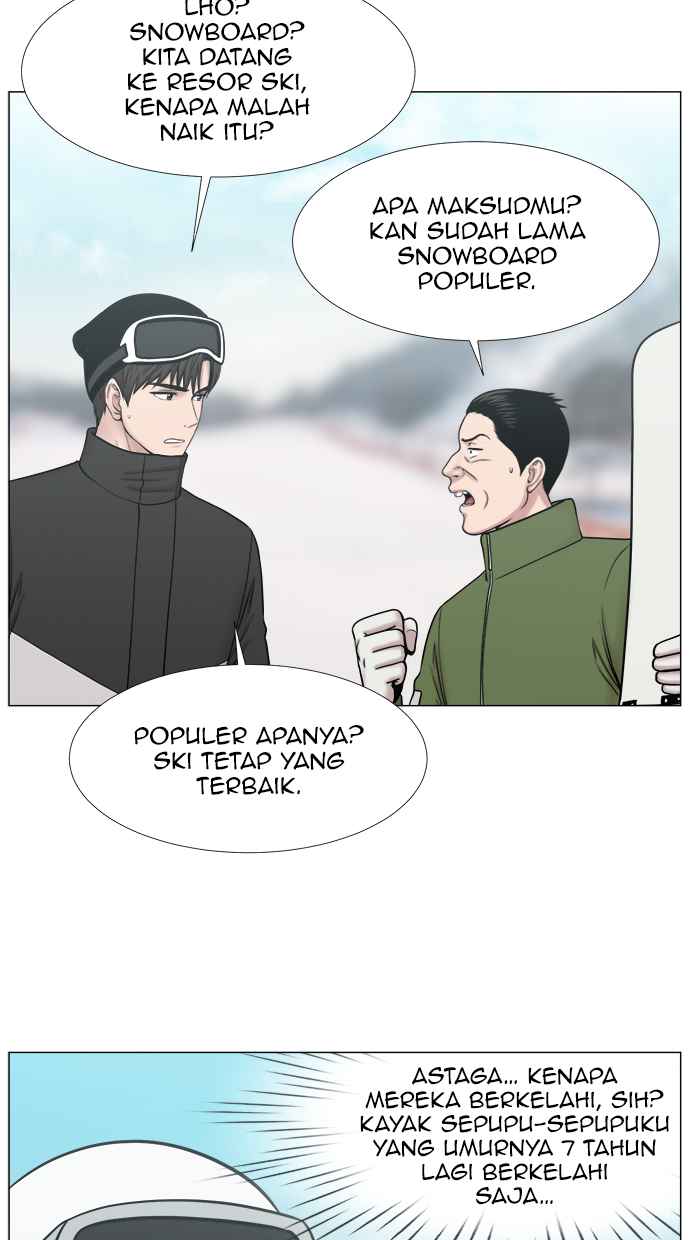 LHO?
SNOWBOARD?
KITA DATANG
KE RESOR SKI,
KENAPA MALAH
NAIK ITU?
APA MAKSUDMU?
KAN SUDAH LAMA
SNOWBOARD
POPULER.
POPULER APANYA?
SKI TETAP YANG
TERBAIK.
ASTAGA... KENAPA
MEREKA BERKELAHI, SIH?
KAYAK SEPUPU-SEPUPUKU
YANG UMURNYA 7 TAHUN
LAGI BERKELAHI
SAJA...